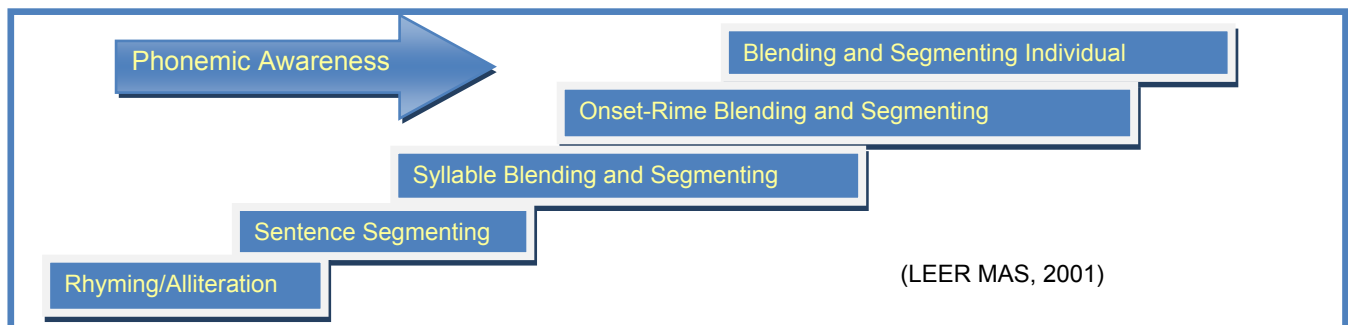 Phonemic Awareness
Blending and Segmenting Individual
Onset-Rime Blending and Segmenting
Syllable Blending and Segmenting
Sentence Segmenting
Rhyming/Alliteration
(LEER MAS, 2001)